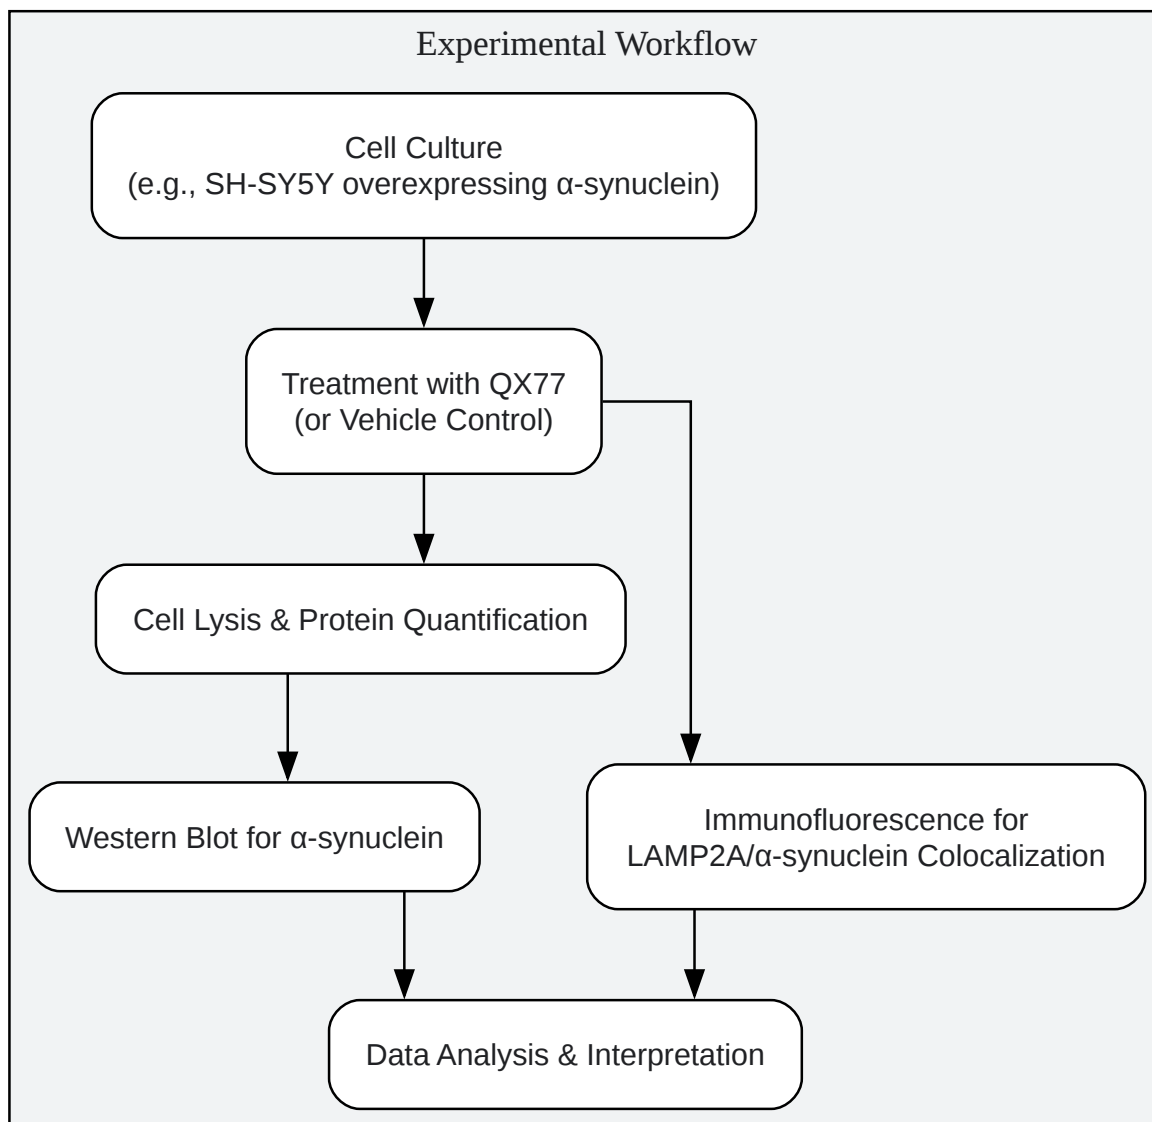 Experimental Workflow
Cell Culture
(e.g., SH-SY5Y overexpressing α-synuclein)
Treatment with QX77
(or Vehicle Control)
Cell Lysis & Protein Quantification
Western Blot for α-synuclein
Immunofluorescence for
LAMP2A/α-synuclein Colocalization
Data Analysis & Interpretation